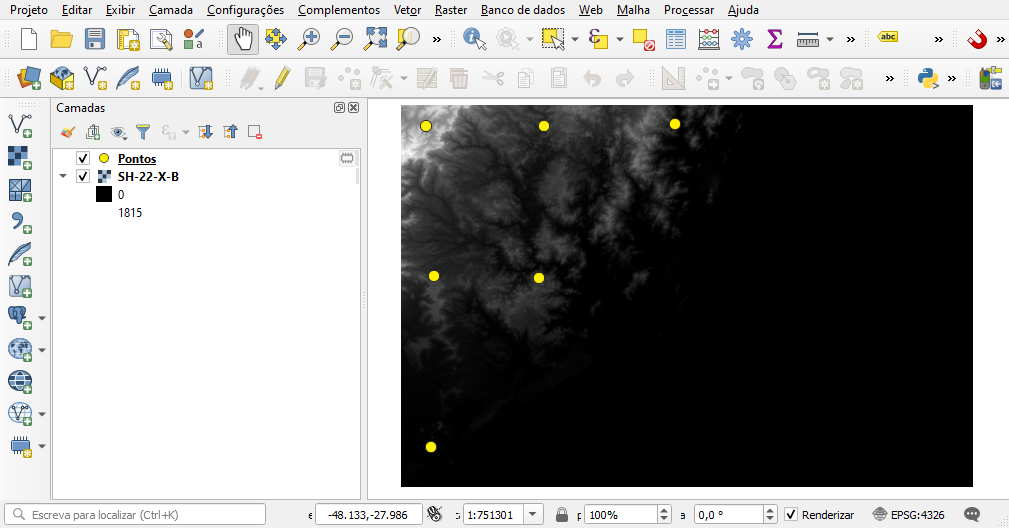 Projeto Editar Exibir Camada Configurações Complementos Vetor Raster Banco de dados Web Malha Processar Ajuda
abc
Camadas
Pontos
SH-22-X-B
0
1815
Escreva para localizar (Ctrl+K) -48.133,-27.986 1:751301 100% 0,0 ° Renderizar EPSG:4326